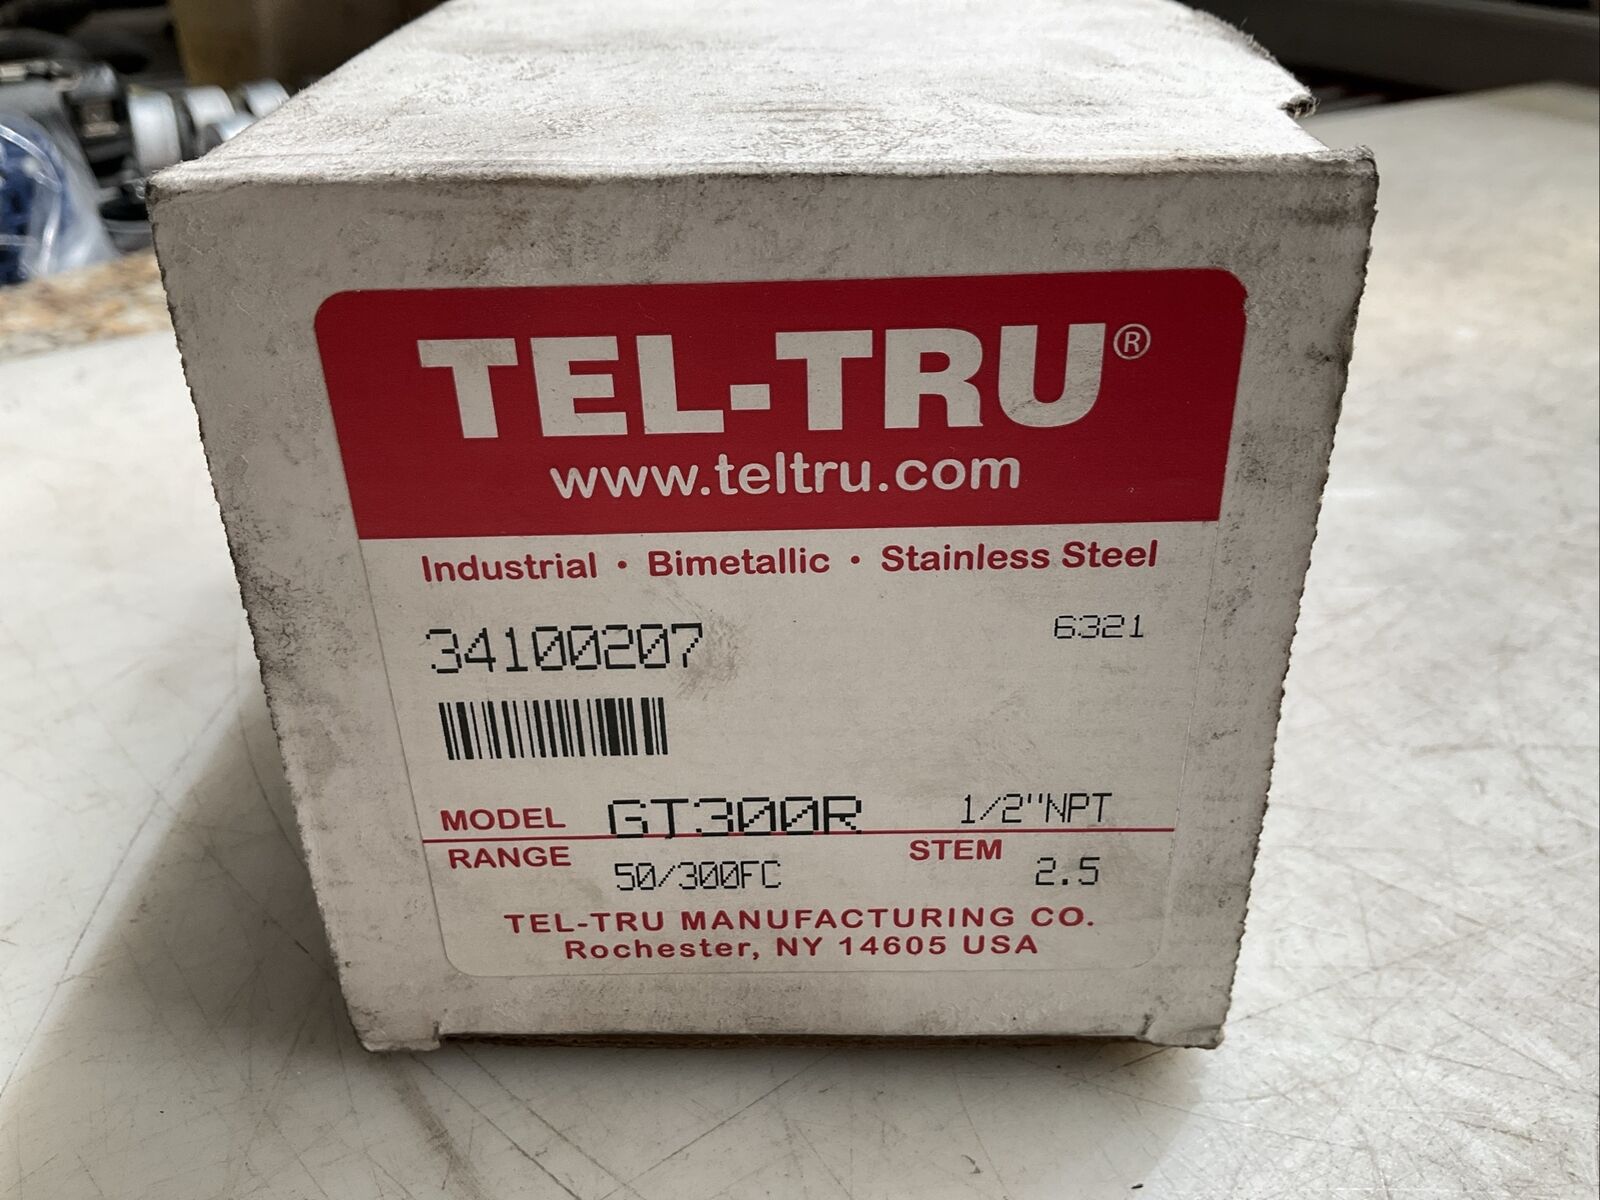 TEL-TRU®
www.teltru.com
Industrial • Bimetallic • Stainless Steel
34100207 6321
MODEL GT300R 1/2"NPT
RANGE 50/300FC STEM 2.5
TEL-TRU MANUFACTURING CO.
Rochester, NY 14605 USA